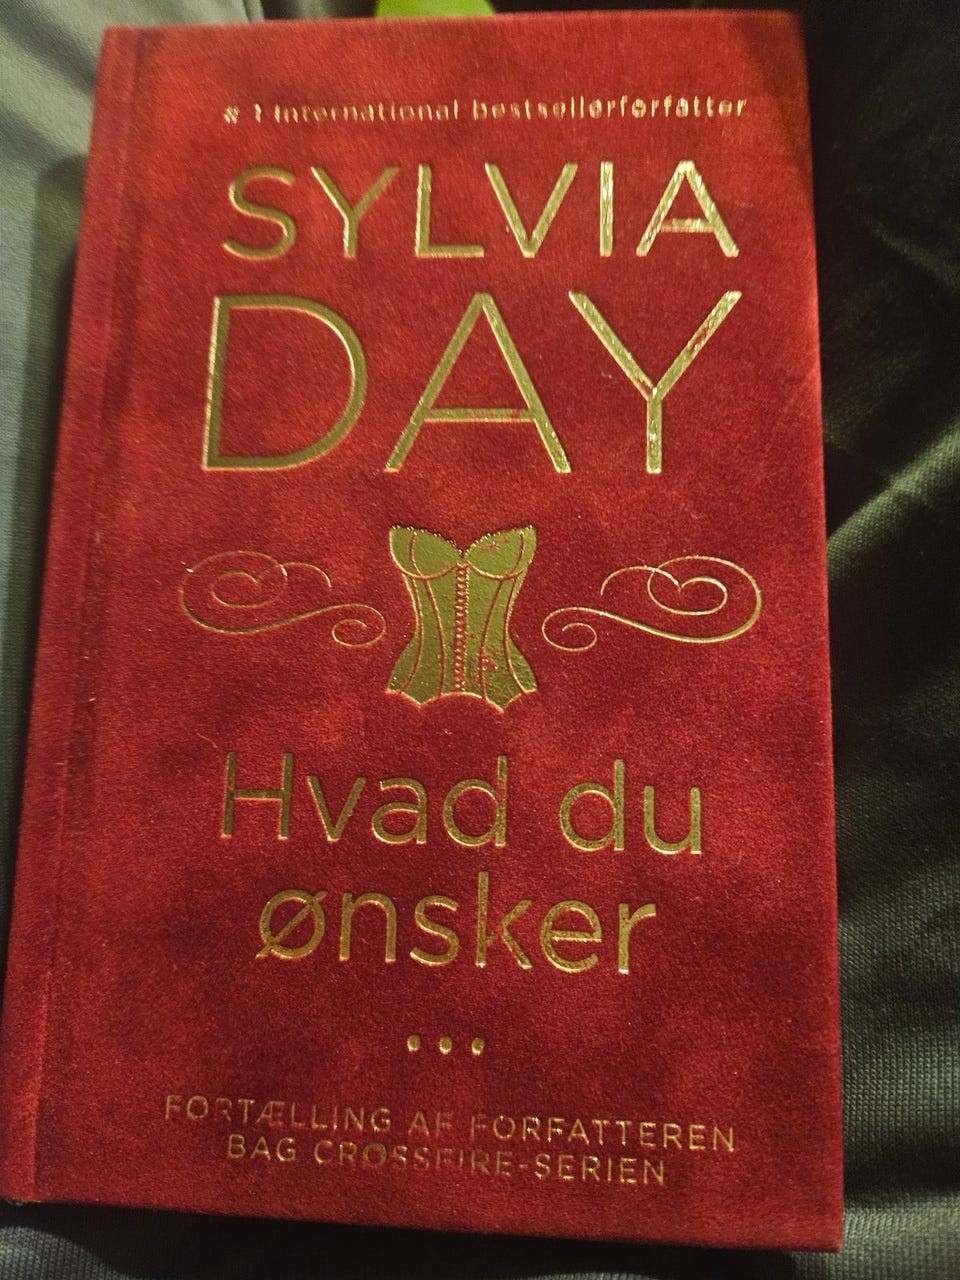 # 1 International bestsellerforfatter
SYLVIA
DAY
Hvad du
ønsker
...
FORTÆLLING AF FORFATTEREN
BAG CROSSFIRE-SERIEN